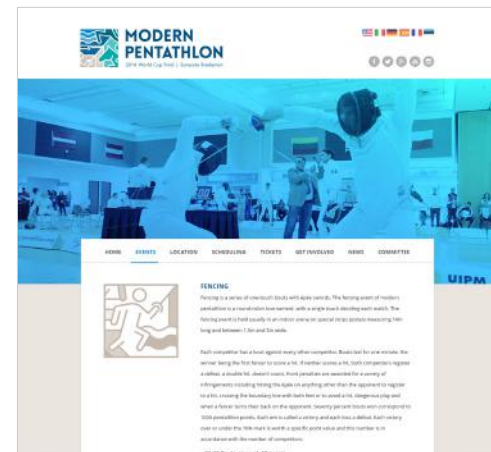 MODERN
PENTATHLON
2014 World Cup Final | Sarasota Bradenton
HOME EVENTS LOCATION SCHEDULING TICKETS GET INVOLVED NEWS COMMITTEE
UIPM
FENCING
Fencing is a series of one-touch bouts with épée swords. The fencing event of modern
pentathlon is a round-robin tournament, with a single touch deciding each match. The
fencing event is held usually in an indoor arena on special strips (pistes) measuring 14m
long and between 1.5m and 2m wide.
Each competitor has a bout against every other competitor. Bouts last for one minute, the
winner being the first fencer to score a hit. If neither scores a hit, both competitors register
a defeat; a double hit, doesn't count. Point penalties are awarded for a variety of
infringements including hitting the épée on anything other than the opponent to register
to a hit, crossing the boundary line with both feet or to avoid a hit, dangerous play and
when a fencer turns their back on the opponent. Seventy percent bouts won correspond to
1000 pentathlon points. Each win is called a victory and each loss a defeat. Each victory
over or under the 70% mark is worth a specific point value and this number is in
accordance with the number of competitors: